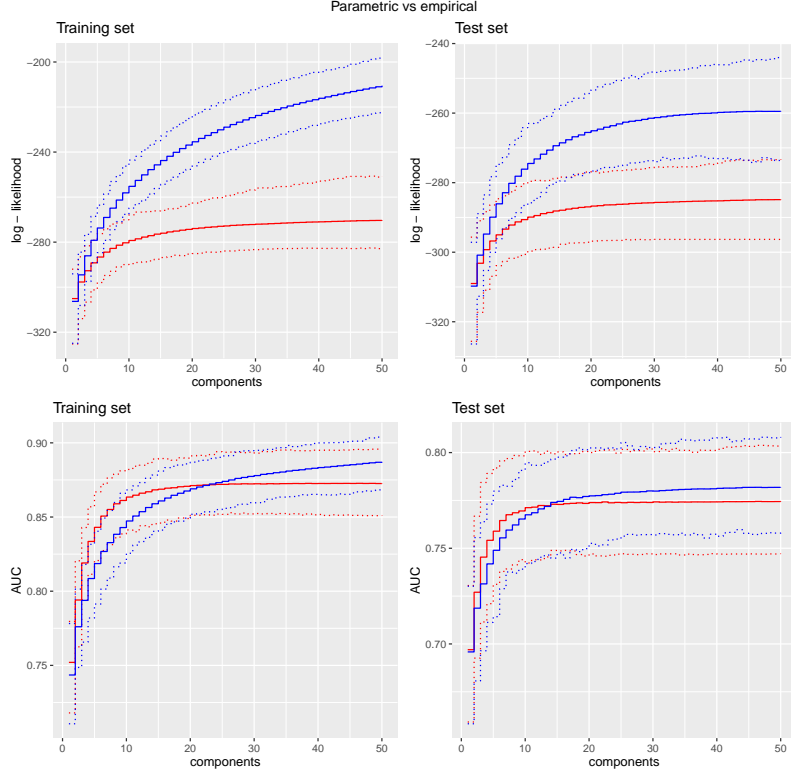 Parametric vs empirical
Training set
log − likelihood
−200
−240
−280
−320
0 10 20 30 40 50
components
Test set
log − likelihood
−240
−260
−280
−300
−320
0 10 20 30 40 50
components
Training set
AUC
0.90
0.85
0.80
0.75
0 10 20 30 40 50
components
Test set
AUC
0.80
0.75
0.70
0 10 20 30 40 50
components